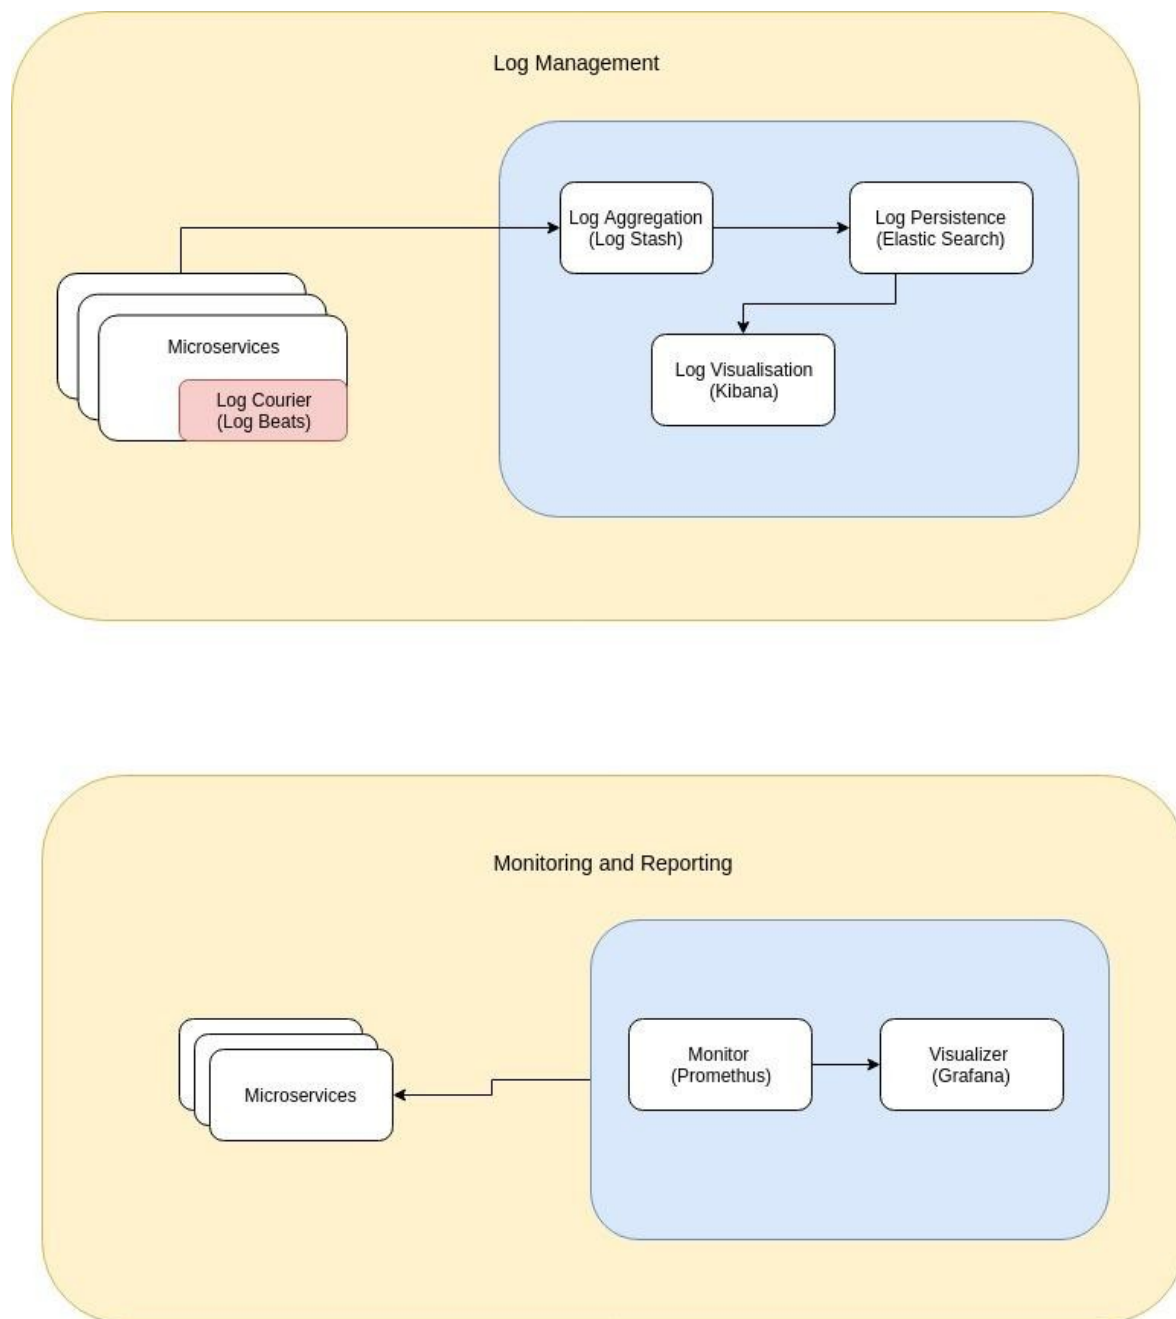 Log Management
Log Aggregation
(Log Stash)
Log Persistence
(Elastic Search)
Microservices
Log Courier
(Log Beats)
Log Visualisation
(Kibana)
Monitoring and Reporting
Microservices
Monitor
(Promethus)
Visualizer
(Grafana)